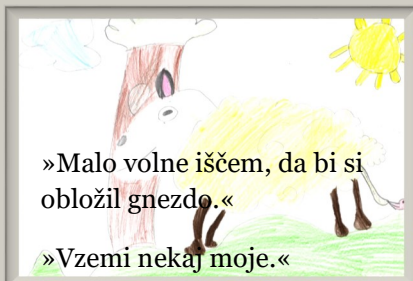 »Malo volne iščem, da bi si
obložil gnezdo.«
»Vzemi nekaj moje.«